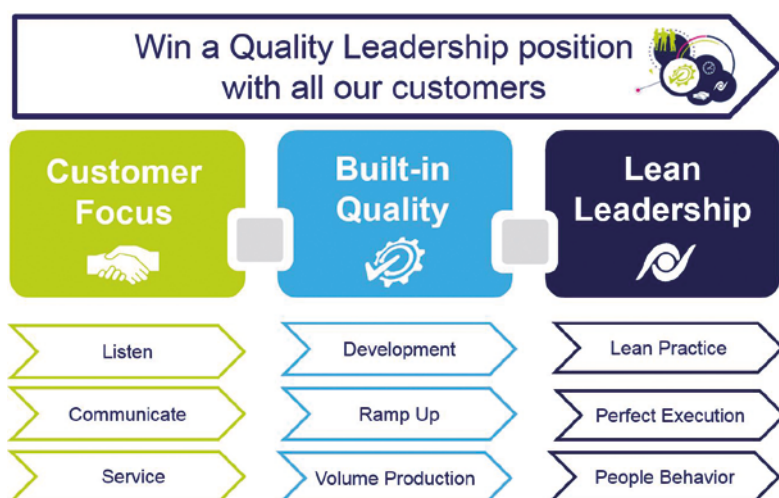 Win a Quality Leadership position
with all our customers
Customer
Focus
Built-in
Quality
Lean
Leadership
Listen
Communicate
Service
Development
Ramp Up
Volume Production
Lean Practice
Perfect Execution
People Behavior